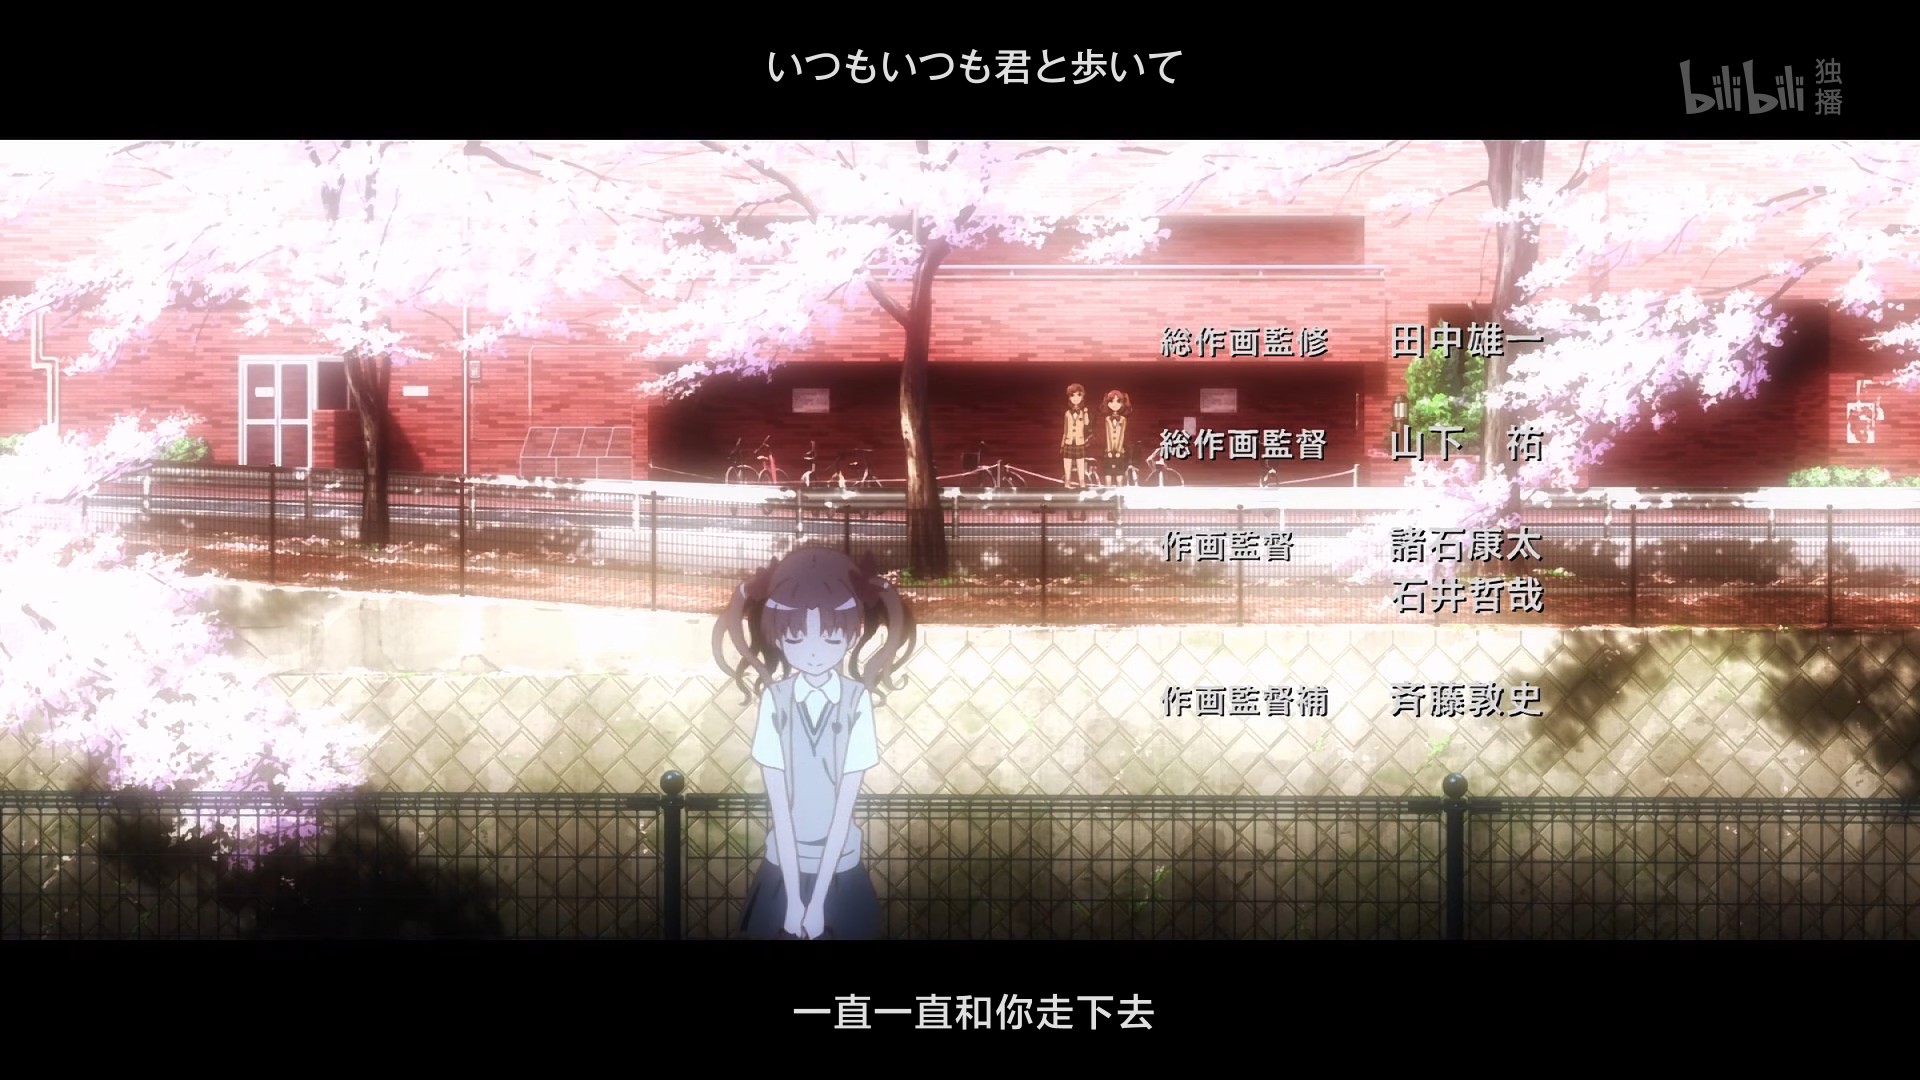 いつもいつも君と歩いて
bilibili 独播
総作画監修 田中雄一
総作画監督 山下 祐
作画監督 諸石康太
石井哲哉
作画監督補 斉藤敦史
一直一直和你走下去